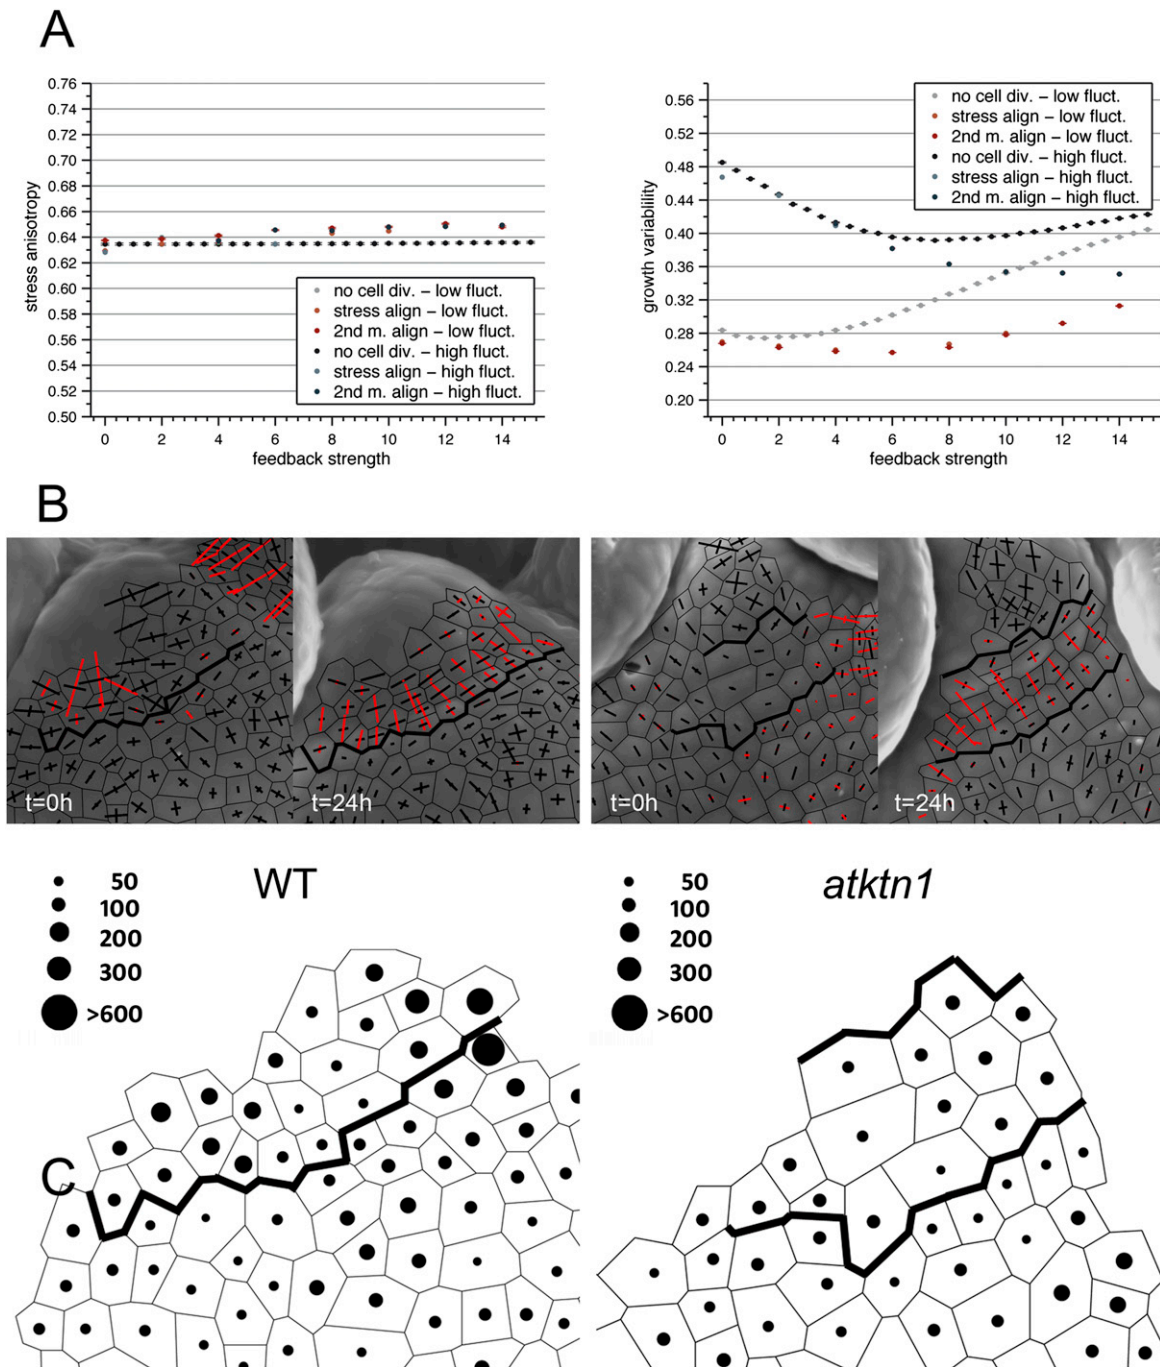 A
0.76
0.74
0.72
0.70
0.68
0.66
0.64
0.62
0.60
0.58
0.56
0.54
0.52
0.50
stress anisotropy
no cell div. – low fluct.
stress align – low fluct.
2nd m. align – low fluct.
no cell div. – high fluct.
stress align – high fluct.
2nd m. align – high fluct.
0 2 4 6 8 10 12 14
feedback strength
0.56
0.52
0.48
0.44
0.40
0.36
0.32
0.28
0.24
0.20
growth variability
no cell div. – low fluct.
stress align – low fluct.
2nd m. align – low fluct.
no cell div. – high fluct.
stress align – high fluct.
2nd m. align – high fluct.
0 2 4 6 8 10 12 14
feedback strength
B
t=0h
t=24h
t=0h
t=24h
50
100
200
300
>600
WT
50
100
200
300
>600
atktn1
C